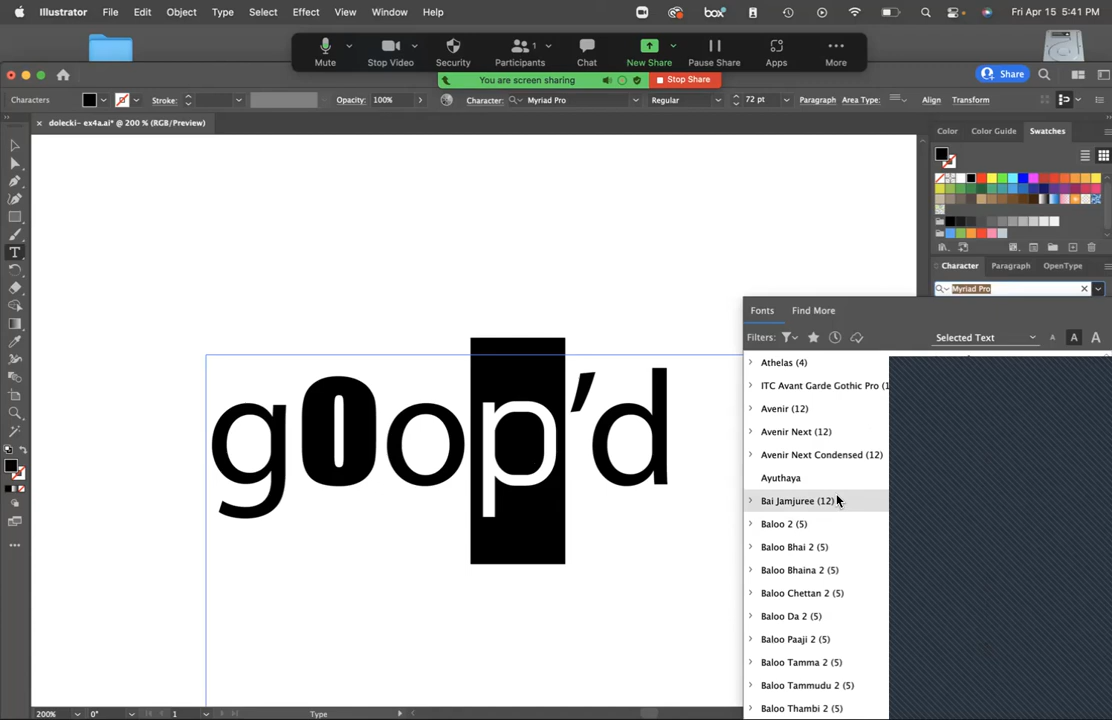 Illustrator File Edit Object Type Select Effect View Window Help
box
Fri Apr 15 5:41 PM
Mute Stop Video Security Participants 1 Chat New Share Pause Share Apps More
You are screen sharing Stop Share
Share
Characters Stroke: Opacity: 100% Character: Myriad Pro Regular 72 pt Paragraph Area Type: Align Transform
× dolecki- ex4a.ai* @ 200 % (RGB/Preview)
Color Color Guide Swatches
Character Paragraph OpenType
Myriad Pro
Fonts Find More
Filters: Selected Text A A A
Athelas (4)
ITC Avant Garde Gothic Pro (1
Avenir (12)
Avenir Next (12)
Avenir Next Condensed (12)
Ayuthaya
Bai Jamjuree (12)
Baloo 2 (5)
Baloo Bhai 2 (5)
Baloo Bhaina 2 (5)
Baloo Chettan 2 (5)
Baloo Da 2 (5)
Baloo Paaji 2 (5)
Baloo Tamma 2 (5)
Baloo Tammudu 2 (5)
Baloo Thambi 2 (5)
goop’d
200% 0° 1 Type